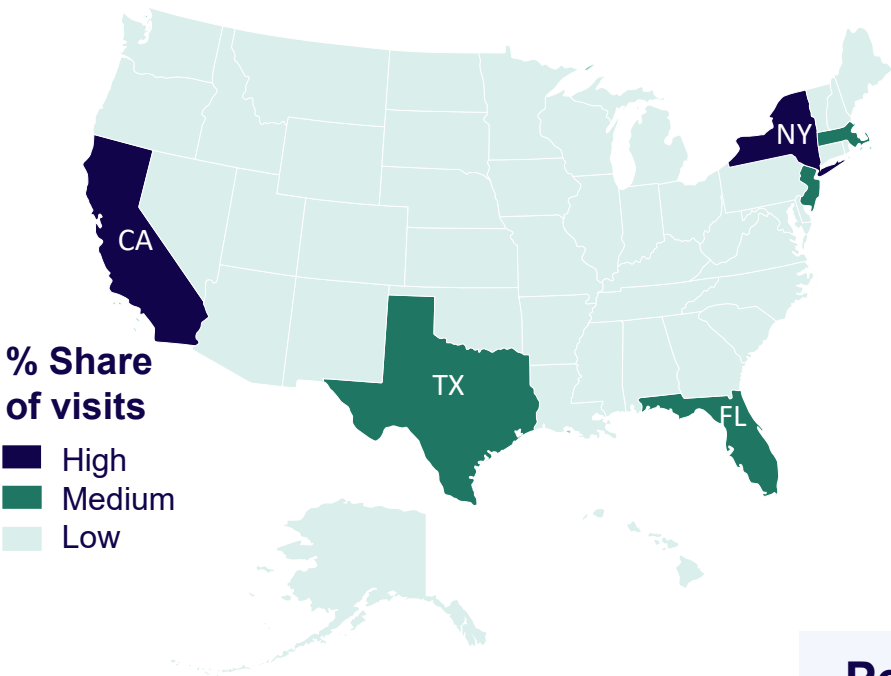 NY
CA
TX
FL
% Share
of visits
High
Medium
Low